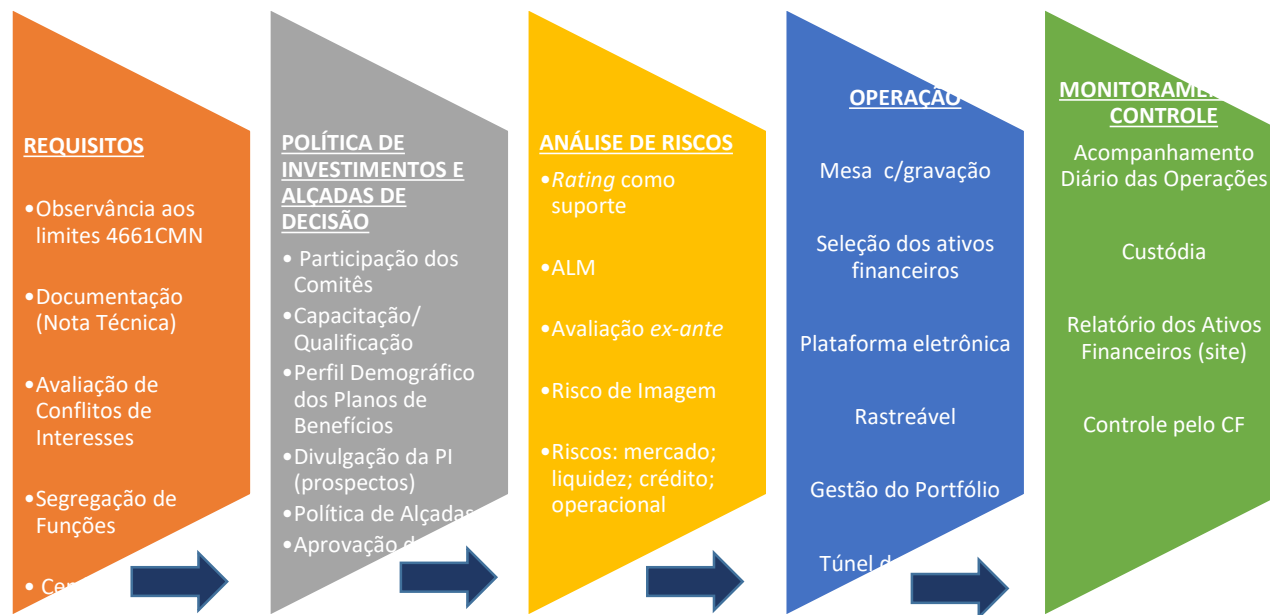 REQUISITOS
•Observância aos
limites 4661CMN
•Documentação
(Nota Técnica)
•Avaliação de
Conflitos de
Interesses
•Segregação de
Funções
•
POLÍTICA DE
INVESTIMENTOS E
ALÇADAS DE
DECISÃO
• Participação dos
Comitês
•Capacitação/
Qualificação
•Perfil Demográfico
dos Planos de
Benefícios
•Divulgação da PI
(prospectos)
•Política de Alçadas
•Aprovação
ANÁLISE DE RISCOS
•Rating como
suporte
•ALM
•Avaliação ex-ante
•Risco de Imagem
•Riscos: mercado;
liquidez; crédito;
operacional
OPERAÇÃO
Mesa c/gravação
Seleção dos ativos
financeiros
Plataforma eletrônica
Rastreável
Gestão do Portfólio
Túnel
CONTROLE
Acompanhamento
Diário das Operações
Custódia
Relatório dos Ativos
Financeiros (site)
Controle pelo CF